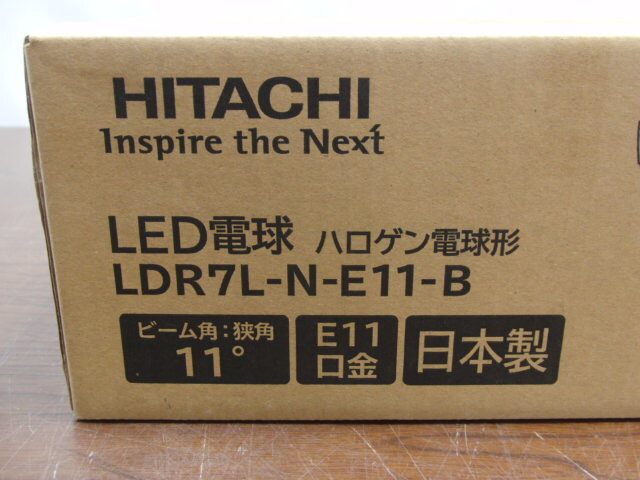 HITACHI
Inspire the Next
LED電球 ハロゲン電球形
LDR7L-N-E11-B
ビーム角:狭角
11°
E11
口金
日本製